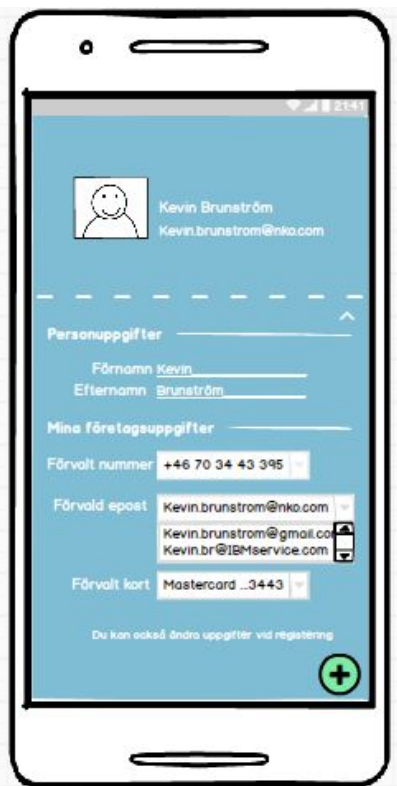 21:41
Kevin Brunström
Kevin.brunstrom@nko.com
Personuppgifter
Förnamn Kevin
Efternamn Brunström
Mina företagsuppgifter
Förvalt nummer +46 70 34 43 395
Förvald epost Kevin.brunstrom@nko.com
Kevin.brunstrom@gmail.com
Kevin.br@IBMservice.com
Förvalt kort Mastercard ...3443
Du kan också ändra uppgifter vid registering